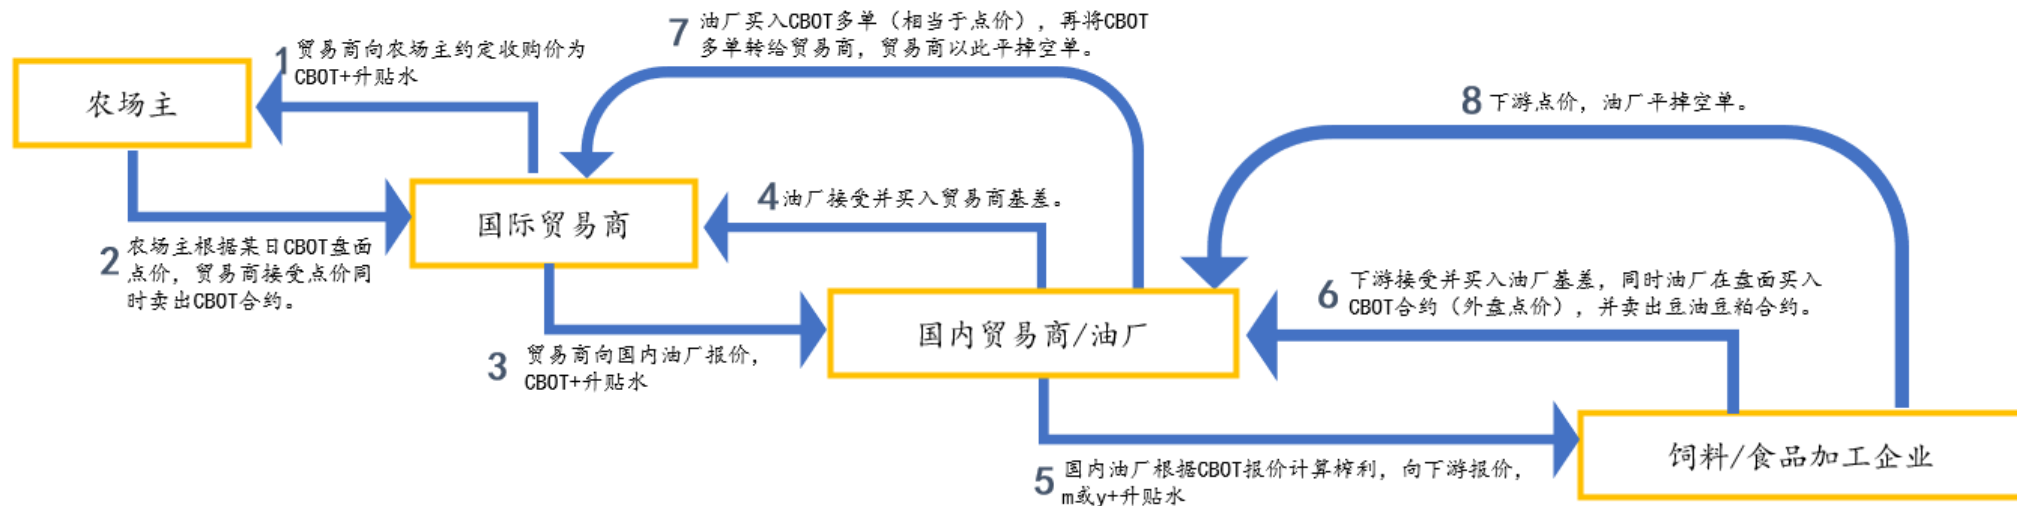 1 贸易商向农场主约定收购价为
CBOT+升贴水
农场主
2 农场主根据某日CBOT盘面
点价，贸易商接受点价同
时卖出CBOT合约。
国际贸易商
3 贸易商向国内油厂报价，
CBOT+升贴水
4 油厂接受并买入贸易商基差。
国内贸易商/油厂
5 国内油厂根据CBOT报价计算榨利，向下游报价，
m或y+升贴水
6 下游接受并买入油厂基差，同时油厂在盘面买入
CBOT合约（外盘点价），并卖出豆油豆粕合约。
饲料/食品加工企业
7 油厂买入CBOT多单（相当于点价），再将CBOT
多单转给贸易商，贸易商以此平掉空单。
8 下游点价，油厂平掉空单。